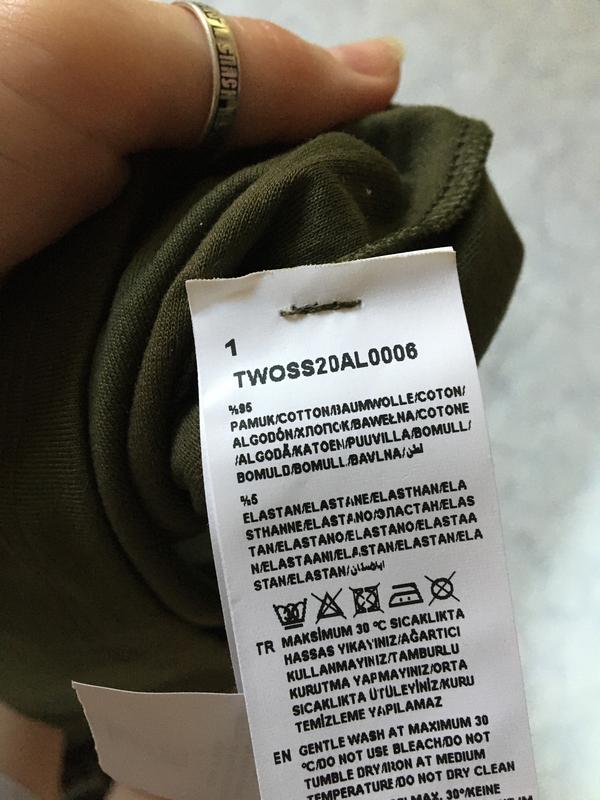 1
TWOSS20AL0006
%95
PAMUK/COTTON/BAUMWOLLE/COTON/
ALGODÓN/ХЛОПОК/BAWEŁNA/COTONE
/ALGODÃ/KATOEN/PUUVILLA/BOMULL/
BOMULD/BOMULL/BAVLNA/قطن
%5
ELASTAN/ELASTANE/ELASTHAN/ELA
STHANNE/ELASTANO/ЭЛАСТАН/ELAS
TAN/ELASTANO/ELASTANO/ELASTAA
N/ELASTAANI/ELASTAN/ELASTAN/ELA
STAN/ELASTAN/
TR MAKSİMUM 30 °C SICAKLIKTA
HASSAS YIKAYINIZ/AĞARTICI
KULLANMAYINIZ/TAMBURLU
KURUTMA YAPMAYINIZ/ORTA
SICAKLIKTA ÜTÜLEYİNİZ/KURU
TEMİZLEME YAPILAMAZ
EN GENTLE WASH AT MAXIMUM 30
°C/DO NOT USE BLEACH/DO NOT
TUMBLE DRY/IRON AT MEDIUM
TEMPERATURE/DO NOT DRY CLEAN
MAX. 30°/KEINE